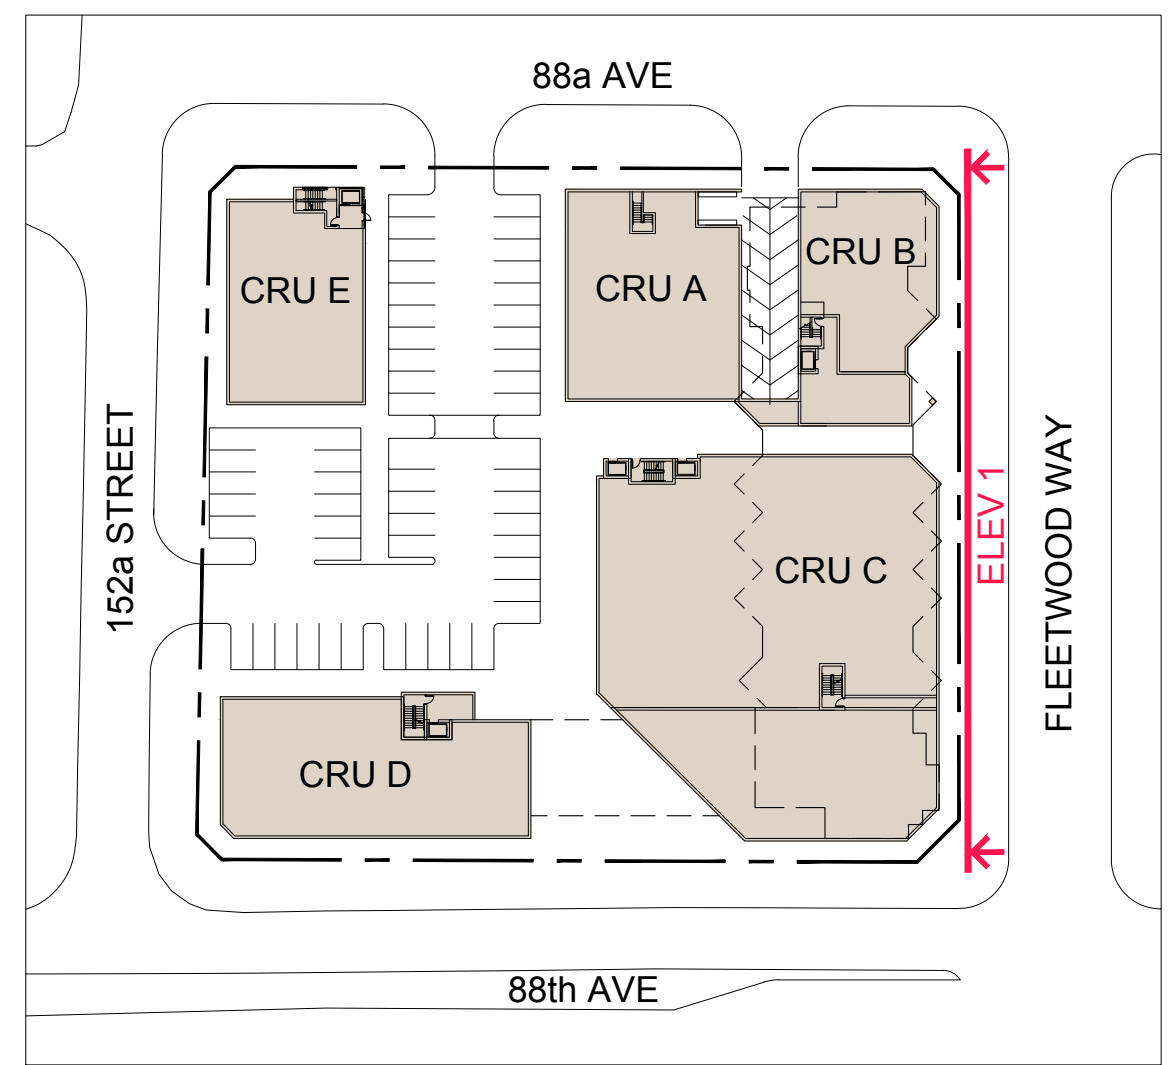 88a AVE
CRU E
CRU A
CRU B
152a STREET
CRU C
ELEV 1
FLEETWOOD WAY
CRU D
88th AVE